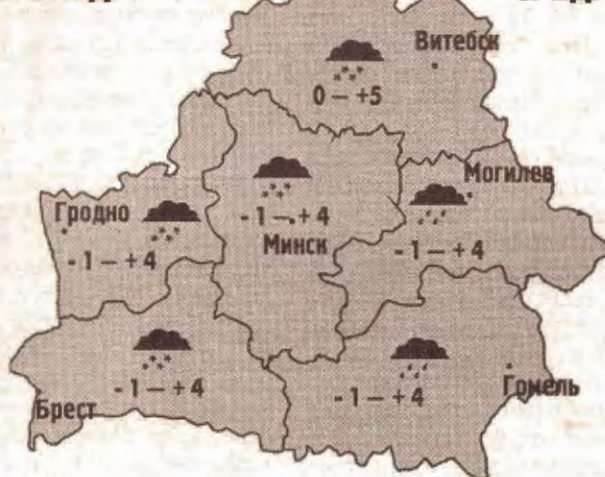 Витебск
0 – +5
Могилев
Гродно
- 1 – + 4
Минск
- 1 – + 4
- 1 – + 4
Гомель
- 1 – + 4
Брест
- 1 – + 4